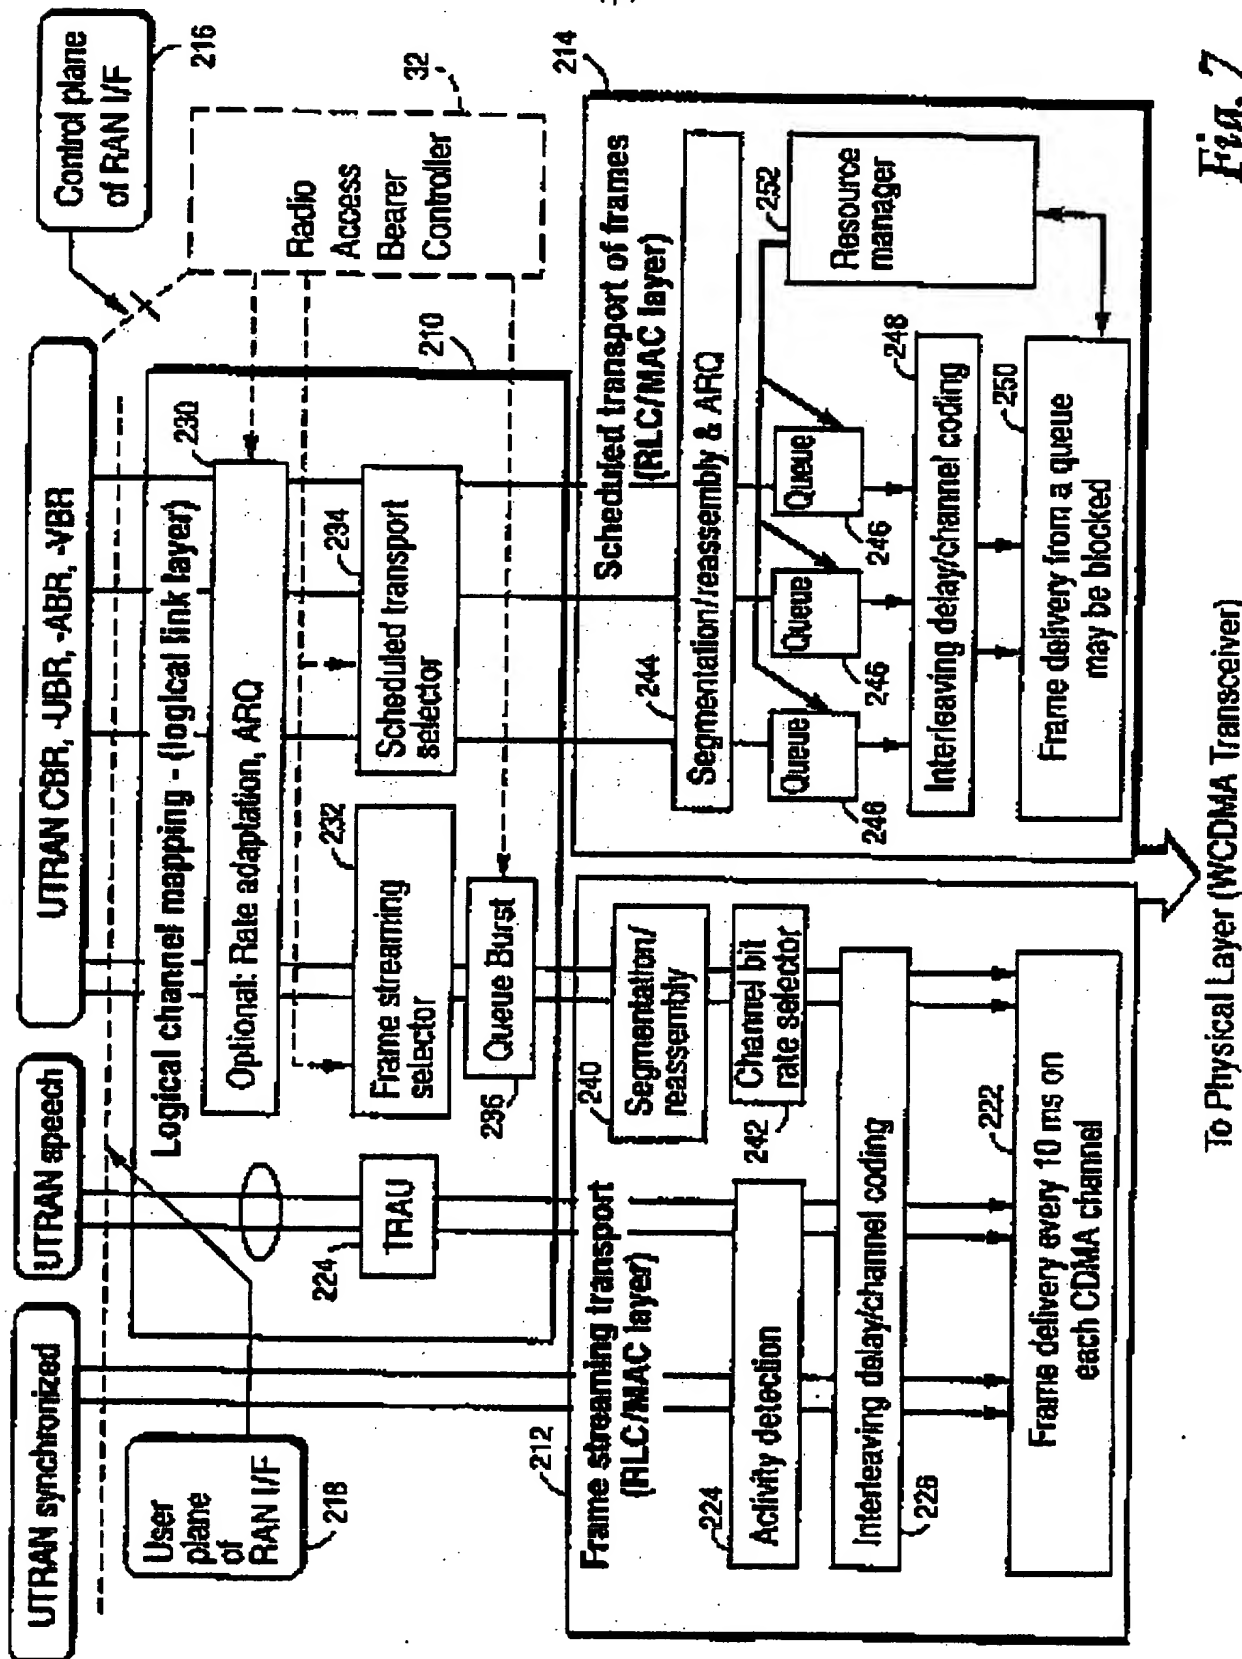 UTRAN synchronized
UTRAN speech
UTRAN CBR, -UBR, -ABR, -VBR
Control plane
of RAN I/F
216
User
plane
of
RAN I/F
218
Logical channel mapping - (logical link layer)
230
210
Optional: Rate adaptation, ARQ
Radio
Access
Bearer
Controller
32
224
TRAU
232
Frame streaming
selector
234
Scheduled transport
selector
Queue Burst
236
212
Frame streaming transport
(RLC/MAC layer)
240
Segmentation/
reassembly
224
Activity detection
Channel bit
rate selector
242
Interleaving delay/channel coding
228
222
Frame delivery every 10 ms on
each CDMA channel
214
Scheduled transport of frames
(RLC/MAC layer)
244
Segmentation/reassembly & ARQ
Queue
246
Queue
246
Queue
246
252
Resource
manager
248
Interleaving delay/channel coding
250
Frame delivery from a queue
may be blocked
To Physical Layer (WCDMA Transceiver)
Fig. 7